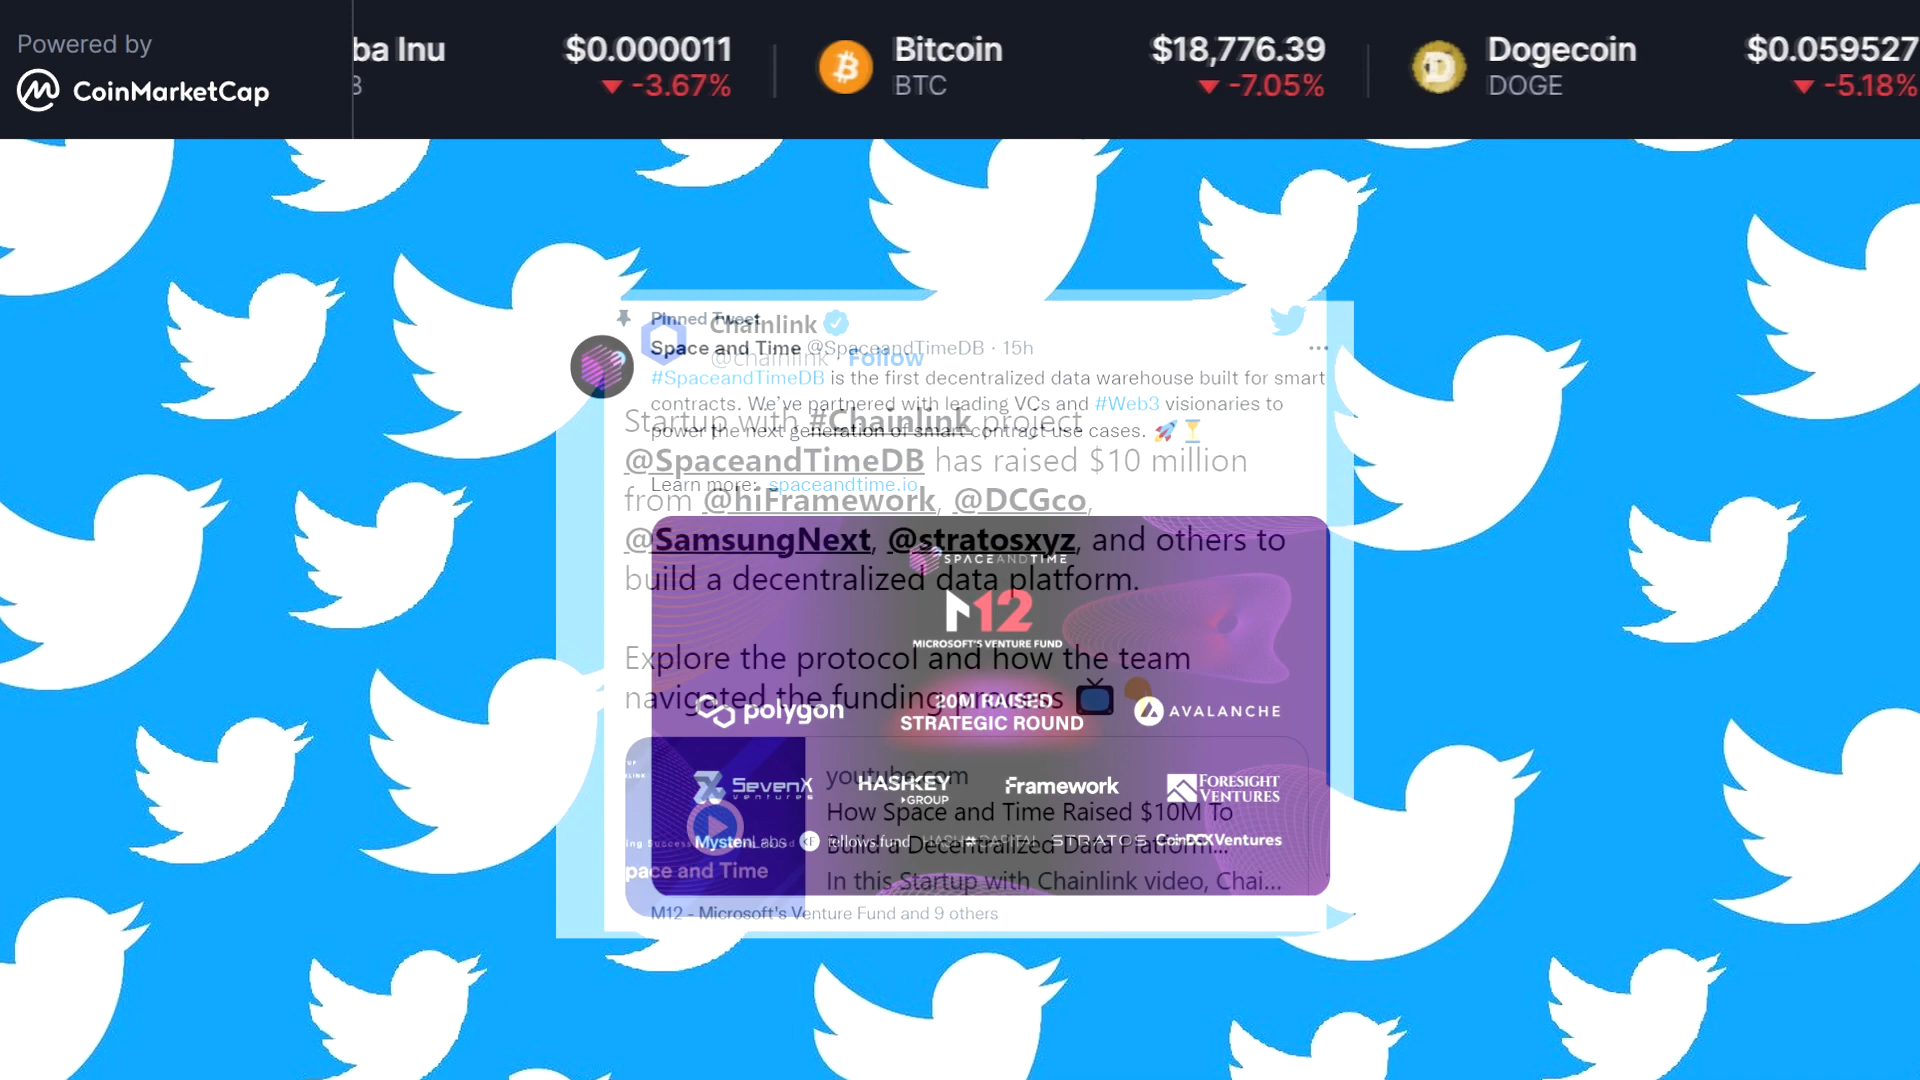 Powered by
CoinMarketCap
ba Inu
$0.000011
-3.67%
Bitcoin
BTC
$18,776.39
-7.05%
Dogecoin
DOGE
$0.059527
-5.18%
Pinned Tweet
Space and Time @SpaceandTimeDB · 15h
#SpaceandTimeDB is the first decentralized data warehouse built for smart
contracts. We've partnered with leading VCs and #Web3 visionaries to
power the next generation of smart contract use cases. 🚀⏳
Learn more: spaceandtime.io
SPACEANDTIME
M12
MICROSOFT'S VENTURE FUND
polygon
20M RAISED
STRATEGIC ROUND
AVALANCHE
SevenX
ventures
HASHKEY
GROUP
Framework
FORESIGHT
VENTURES
MystenLabs
fellows.fund
HASH#CAPITAL
STRATOS
CoinDCXVentures
M12 - Microsoft's Venture Fund and 9 others
Chainlink
@chainlink · Follow
Startup with #Chainlink project
@SpaceandTimeDB has raised $10 million
from @hiFramework, @DCGco,
@SamsungNext, @stratosxyz, and others to
build a decentralized data platform.
Explore the protocol and how the team
navigated the funding process
youtube.com
How Space and Time Raised $10M To
Build a Decentralized Data Platform...
In this Startup with Chainlink video, Chai...
pace and Time